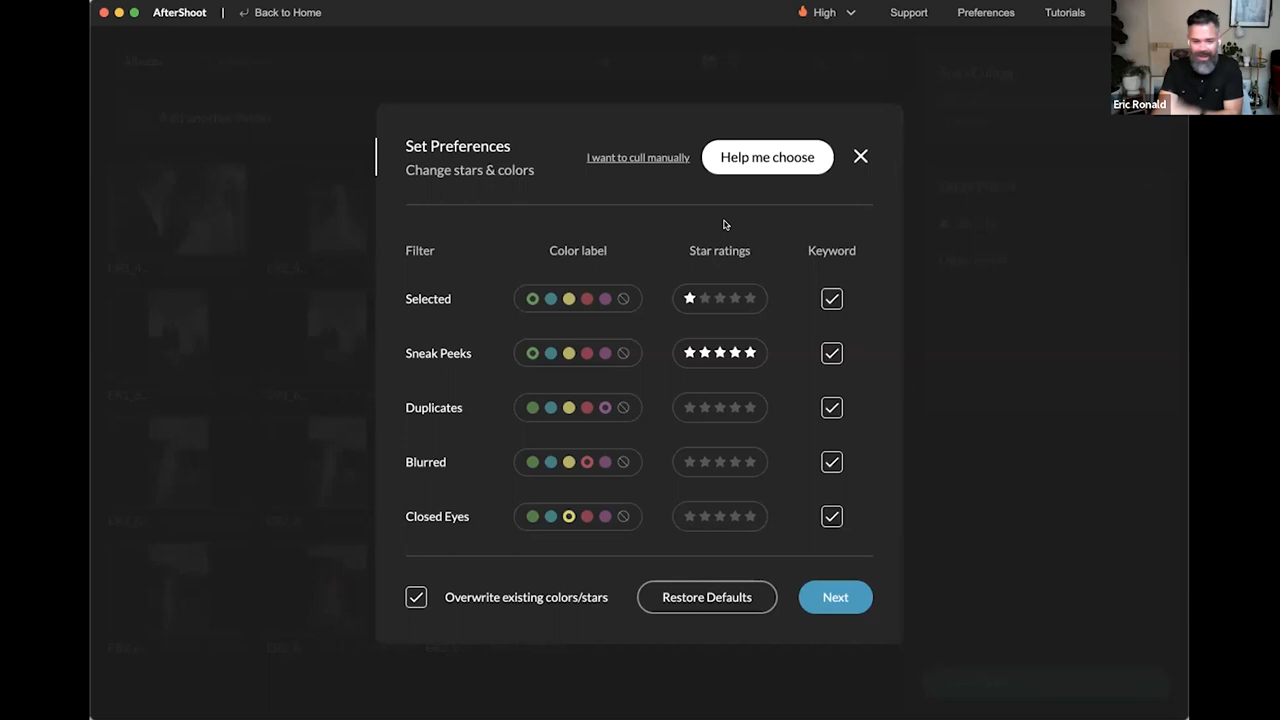 AfterShoot | Back to Home High Support Preferences Tutorials
Eric Ronald
Set Preferences
Change stars & colors
I want to cull manually
Help me choose
Filter Color label Star ratings Keyword
Selected
Sneak Peeks
Duplicates
Blurred
Closed Eyes
Overwrite existing colors/stars
Restore Defaults
Next